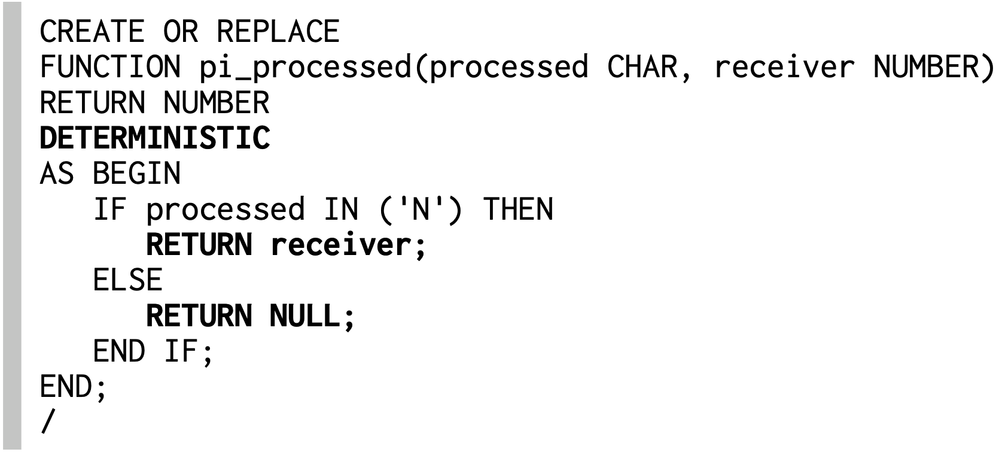 CREATE OR REPLACE
FUNCTION pi_processed(processed CHAR, receiver NUMBER)
RETURN NUMBER
DETERMINISTIC
AS BEGIN
   IF processed IN ('N') THEN
      RETURN receiver;
   ELSE
      RETURN NULL;
   END IF;
END;
/